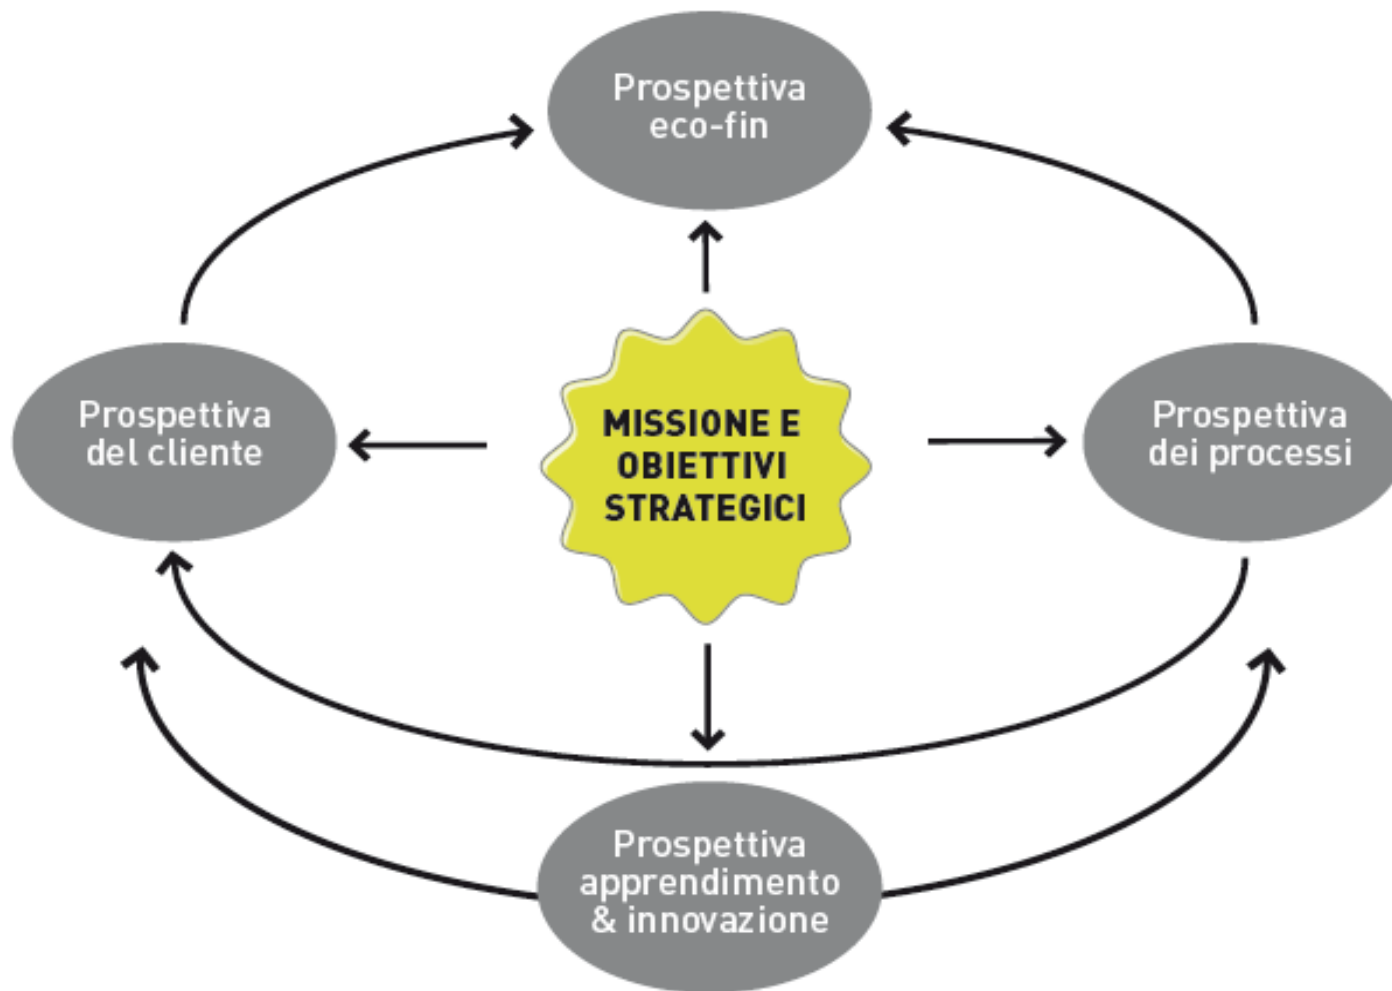 Prospettiva
eco-fin
Prospettiva
del cliente
MISSIONE E
OBIETTIVI
STRATEGICI
Prospettiva
dei processi
Prospettiva
apprendimento
& innovazione